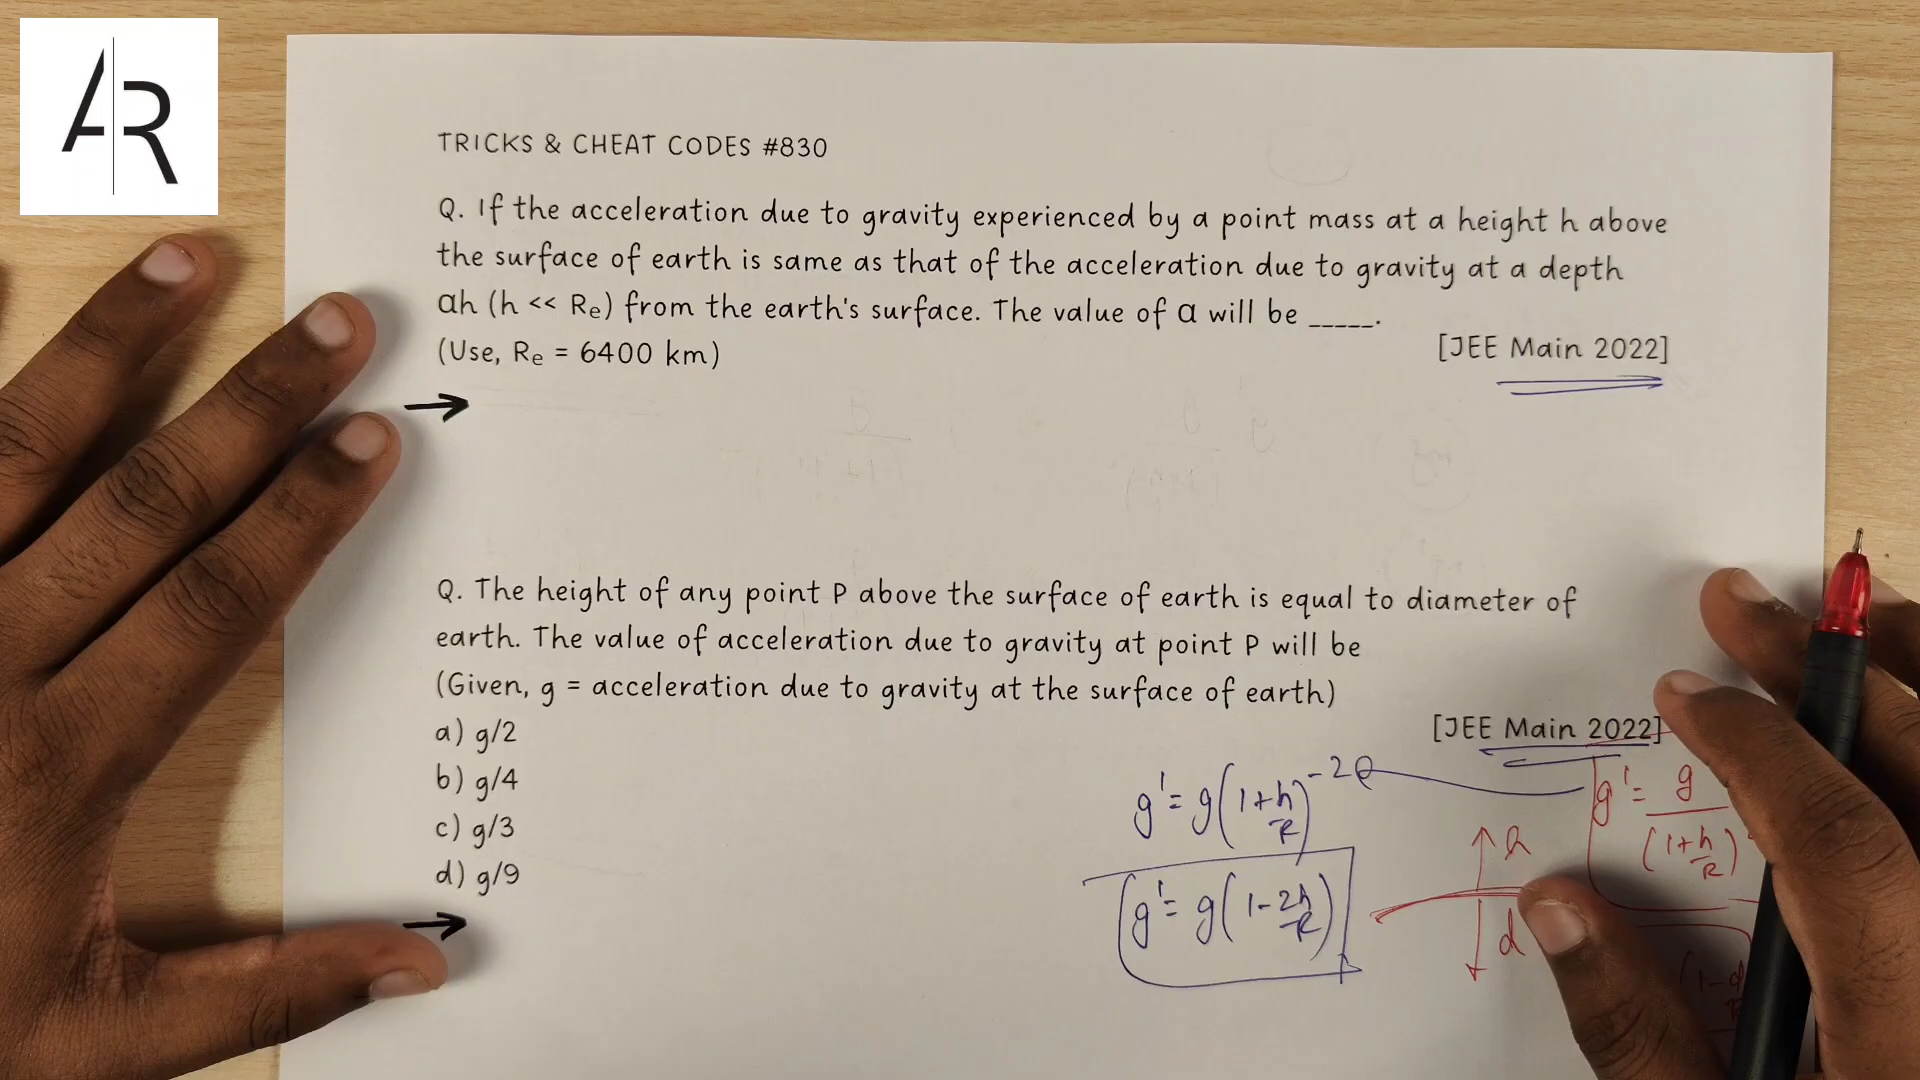 AR
TRICKS & CHEAT CODES #830
Q. If the acceleration due to gravity experienced by a point mass at a height h above
the surface of earth is same as that of the acceleration due to gravity at a depth
αh (h << Rₑ) from the earth's surface. The value of α will be _____.
(Use, Rₑ = 6400 km)
[JEE Main 2022]
Q. The height of any point P above the surface of earth is equal to diameter of
earth. The value of acceleration due to gravity at point P will be
(Given, g = acceleration due to gravity at the surface of earth)
a) g/2
b) g/4
c) g/3
d) g/9
[JEE Main 2022]
g' = g(1+h/R)⁻²
g' = g(1-2h/R)
h
d
g' = g/(1+h/R)